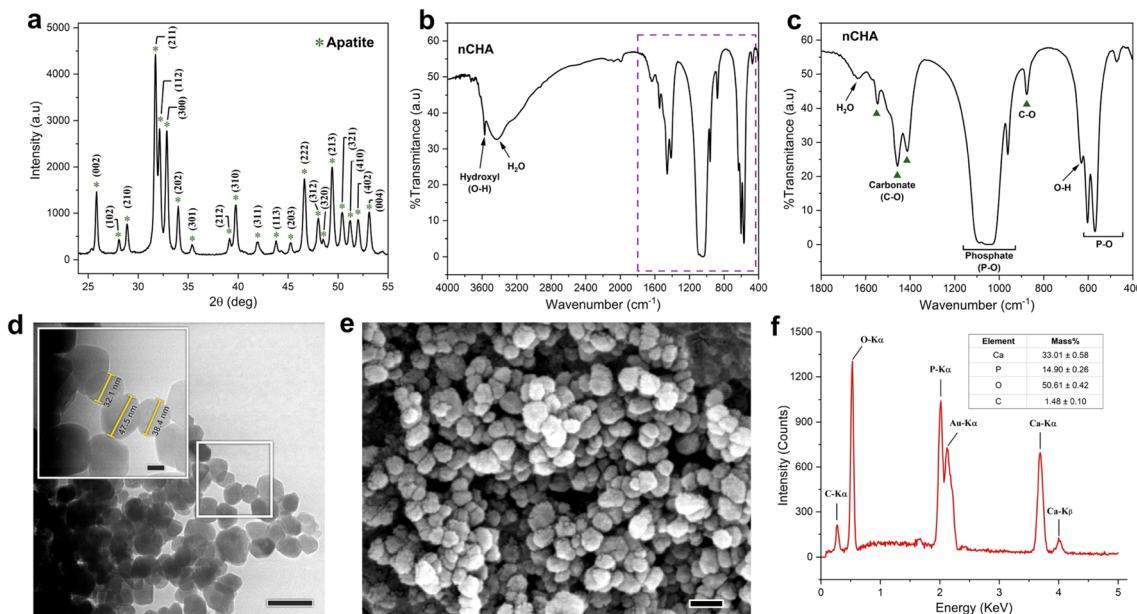 a
Intensity (a.u)
5000
4000
3000
2000
1000
0
* Apatite
(002)
(102)
(210)
(211)
(112)
(300)
(202)
(301)
(212)
(310)
(311)
(113)
(203)
(222)
(312)
(320)
(213)
(321)
(410)
(402)
(004)
25 30 35 40 45 50 55
2θ (deg)
b
nCHA
%Transmitance (a.u)
60
50
40
30
20
10
0
Hydroxyl
(O-H)
H₂O
4000 3600 3200 2800 2400 2000 1600 1200 800 400
Wavenumber (cm⁻¹)
c
nCHA
%Transmitance (a.u)
60
50
40
30
20
10
0
H₂O
Carbonate
(C-O)
Phosphate
(P-O)
C-O
O-H
P-O
1800 1600 1400 1200 1000 800 600 400
Wavenumber (cm⁻¹)
d
32.1 nm
47.5 nm
38.4 nm
e
f
Intensity (Counts)
1500
1200
900
600
300
0
C-Kα
O-Kα
P-Kα
Au-Kα
Ca-Kα
Ca-Kβ
Element Mass%
Ca 33.01 ± 0.58
P 14.90 ± 0.26
O 50.61 ± 0.42
C 1.48 ± 0.10
0 1 2 3 4 5
Energy (KeV)